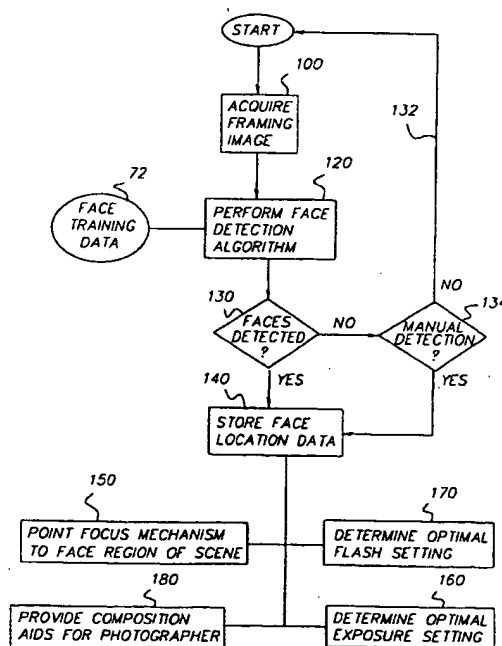 START
100
ACQUIRE
FRAMING
IMAGE
132
72
FACE
TRAINING
DATA
120
PERFORM FACE
DETECTION
ALGORITHM
130
FACES
DETECTED
?
NO
NO
134
MANUAL
DETECTION
?
YES
YES
140
STORE FACE
LOCATION DATA
150
POINT FOCUS MECHANISM
TO FACE REGION OF SCENE
170
DETERMINE OPTIMAL
FLASH SETTING
180
PROVIDE COMPOSITION
AIDS FOR PHOTOGRAPHER
160
DETERMINE OPTIMAL
EXPOSURE SETTING